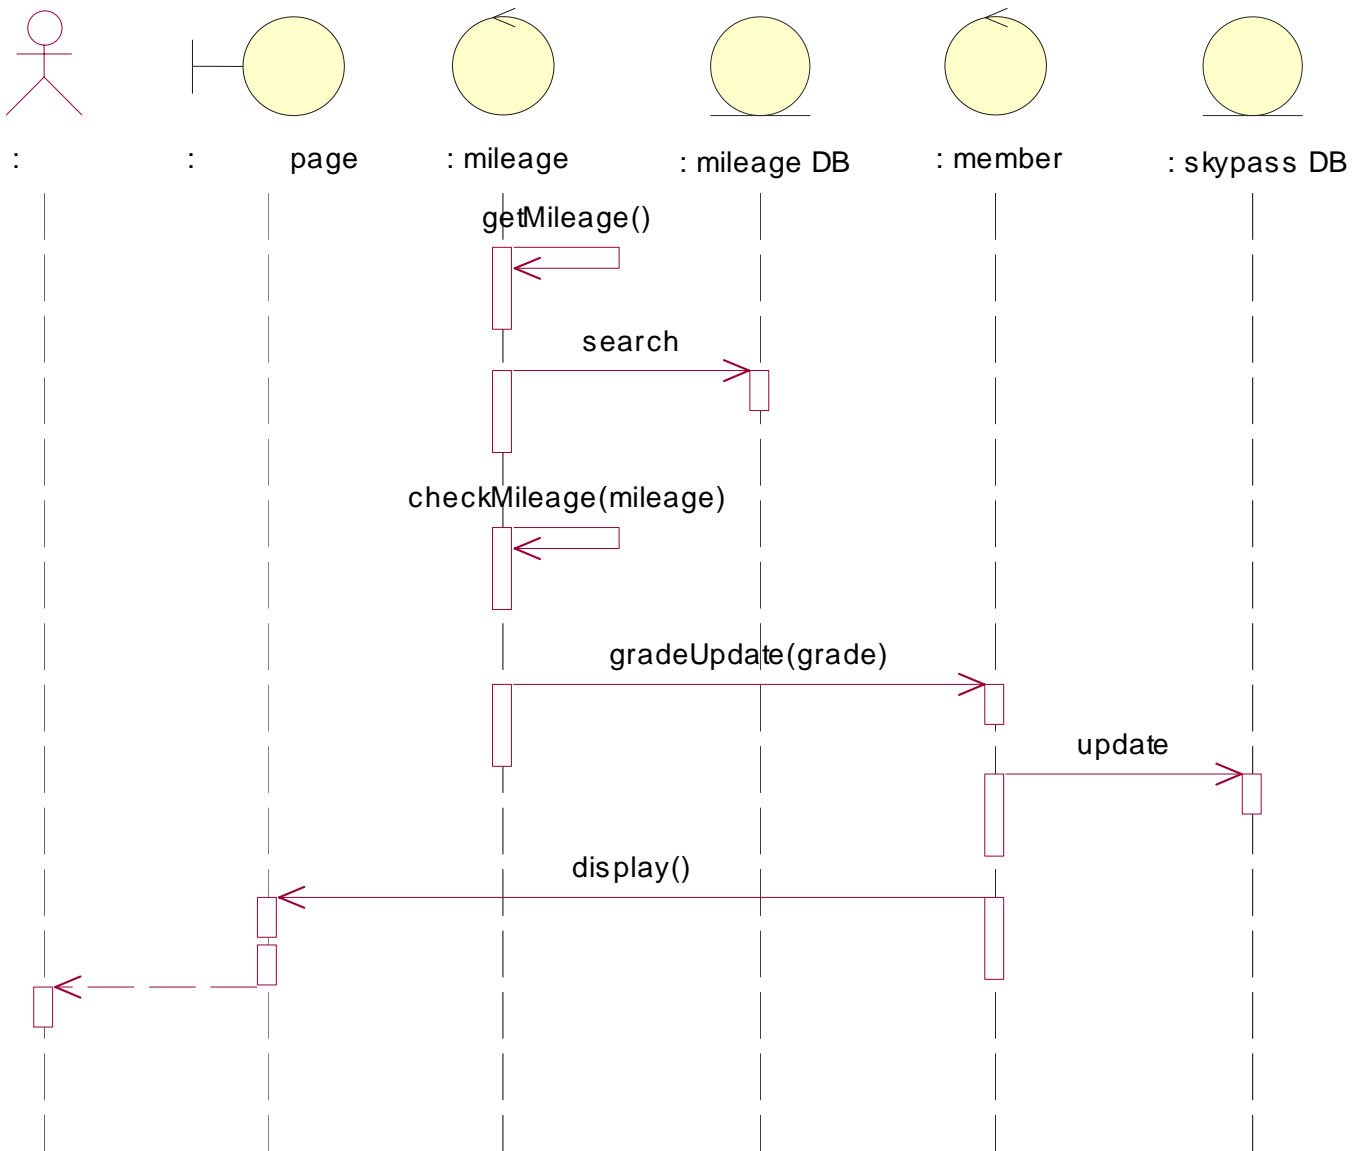 :
: page
: mileage
: mileage DB
: member
: skypass DB
getMileage()
search
checkMileage(mileage)
gradeUpdate(grade)
update
display()